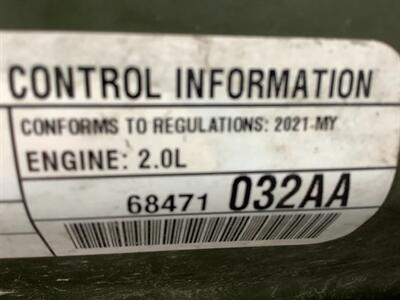 CONTROL INFORMATION
CONFORMS TO REGULATIONS: 2021-MY
ENGINE: 2.0L
68471 032AA